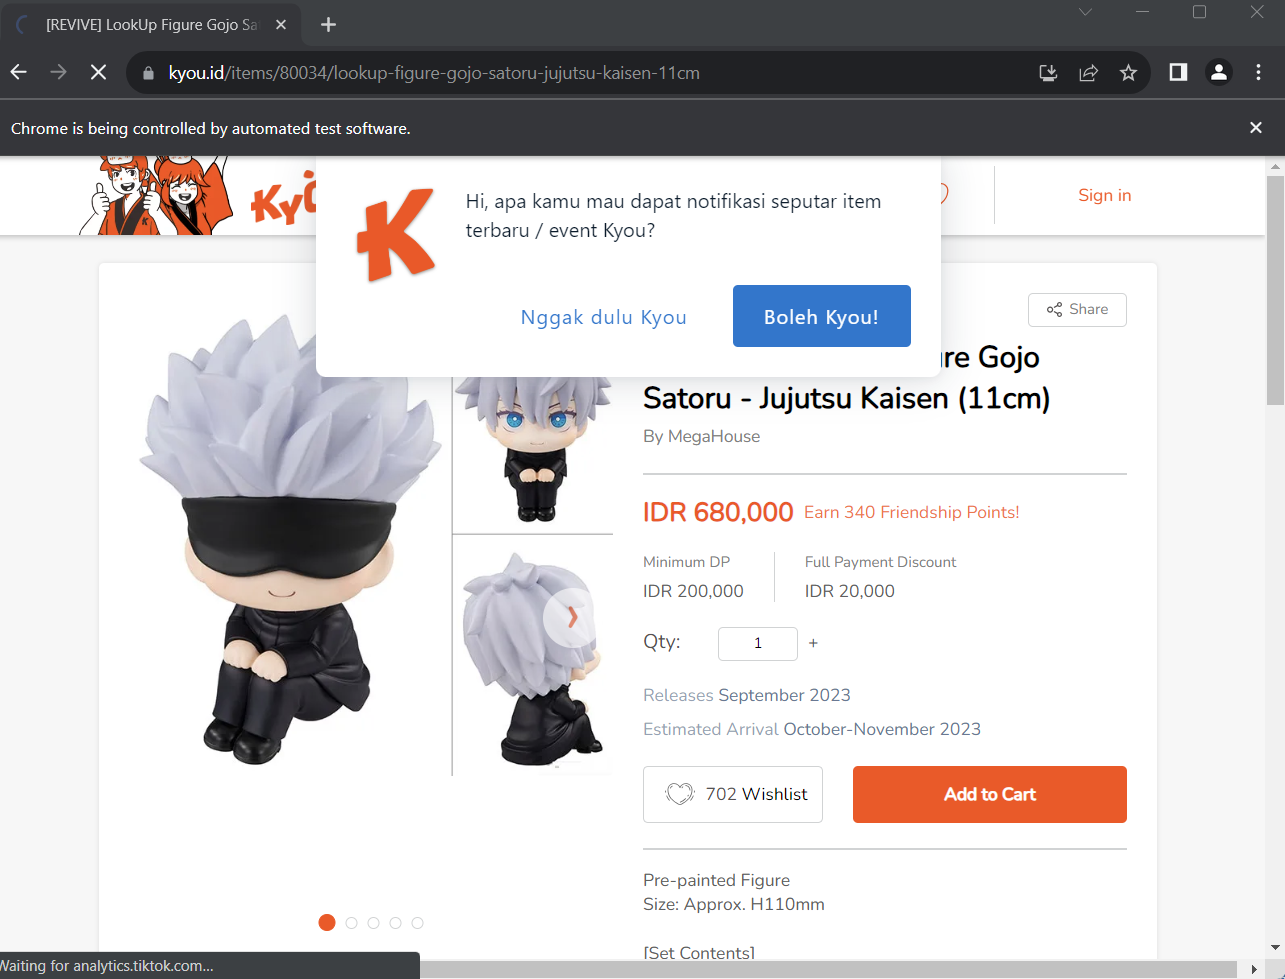 [REVIVE] LookUp Figure Gojo Sa
kyou.id/items/80034/lookup-figure-gojo-satoru-jujutsu-kaisen-11cm
Chrome is being controlled by automated test software.
Sign in
K
Hi, apa kamu mau dapat notifikasi seputar item
terbaru / event Kyou?
Nggak dulu Kyou
Boleh Kyou!
Share
re Gojo
Satoru - Jujutsu Kaisen (11cm)
By MegaHouse
IDR 680,000 Earn 340 Friendship Points!
Minimum DP
IDR 200,000
Full Payment Discount
IDR 20,000
Qty: 1 +
Releases September 2023
Estimated Arrival October-November 2023
702 Wishlist
Add to Cart
Pre-painted Figure
Size: Approx. H110mm
[Set Contents]
Waiting for analytics.tiktok.com...